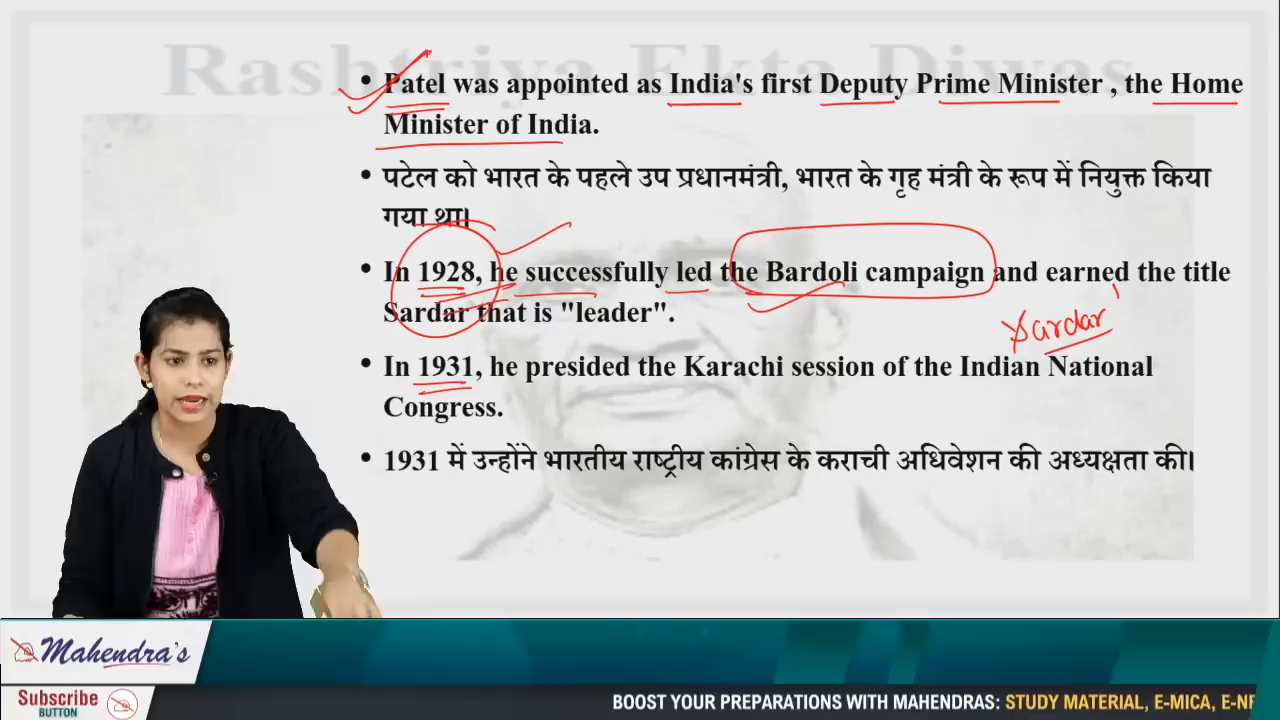 Rashtriya Ekta Diwas
• Patel was appointed as India's first Deputy Prime Minister , the Home
Minister of India.
• पटेल को भारत के पहले उप प्रधानमंत्री, भारत के गृह मंत्री के रूप में नियुक्त किया
गया था।
• In 1928, he successfully led the Bardoli campaign and earned the title
Sardar that is "leader".
Sardar
• In 1931, he presided the Karachi session of the Indian National
Congress.
• 1931 में उन्होंने भारतीय राष्ट्रीय कांग्रेस के कराची अधिवेशन की अध्यक्षता की।
Mahendra's
Subscribe
BUTTON
BOOST YOUR PREPARATIONS WITH MAHENDRAS: STUDY MATERIAL, E-MICA,